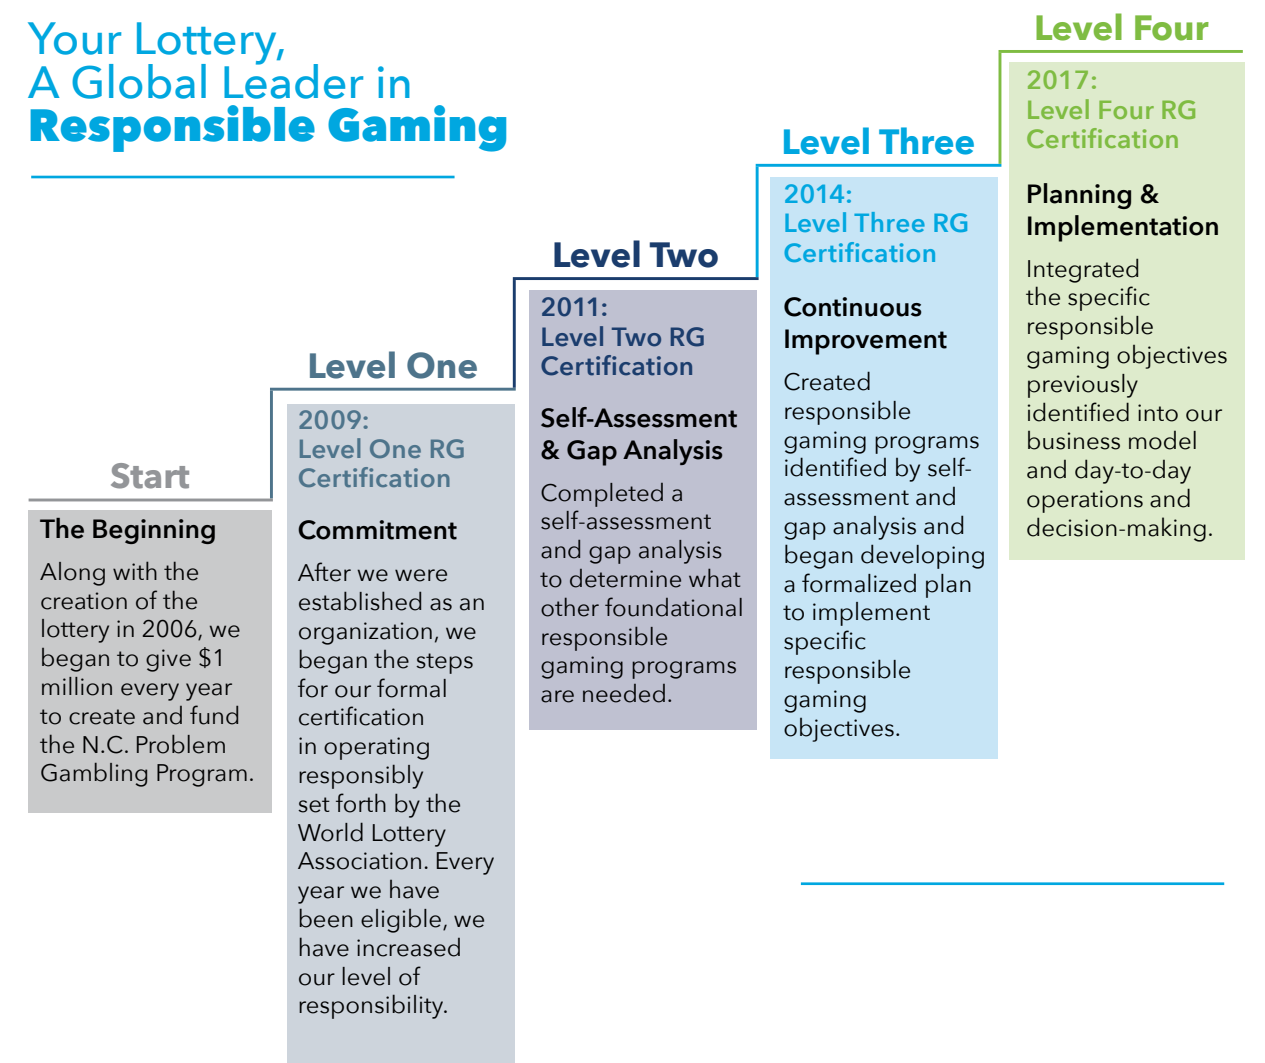 Your Lottery,
A Global Leader in
Responsible Gaming
Start
The Beginning
Along with the
creation of the
lottery in 2006, we
began to give $1
million every year
to create and fund
the N.C. Problem
Gambling Program.
Level One
2009:
Level One RG
Certification
Commitment
After we were
established as an
organization, we
began the steps
for our formal
certification
in operating
responsibly
set forth by the
World Lottery
Association. Every
year we have
been eligible, we
have increased
our level of
responsibility.
Level Two
2011:
Level Two RG
Certification
Self-Assessment
& Gap Analysis
Completed a
self-assessment
and gap analysis
to determine what
other foundational
responsible
gaming programs
are needed.
Level Three
2014:
Level Three RG
Certification
Continuous
Improvement
Created
responsible
gaming programs
identified by self-
assessment and
gap analysis and
began developing
a formalized plan
to implement
specific
responsible
gaming
objectives.
Level Four
2017:
Level Four RG
Certification
Planning &
Implementation
Integrated
the specific
responsible
gaming objectives
previously
identified into our
business model
and day-to-day
operations and
decision-making.